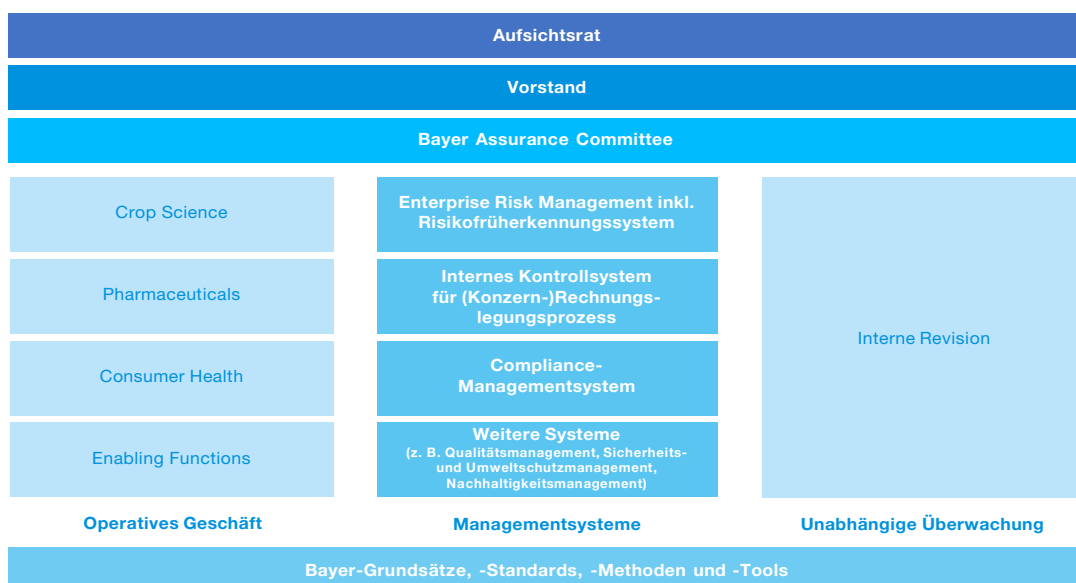 Aufsichtsrat
Vorstand
Bayer Assurance Committee
Crop Science
Pharmaceuticals
Consumer Health
Enabling Functions
Operatives Geschäft
Enterprise Risk Management inkl.
Risikofrüherkennungssystem
Internes Kontrollsystem
für (Konzern-)Rechnungs-
legungsprozess
Compliance-
Managementsystem
Weitere Systeme
(z. B. Qualitätsmanagement, Sicherheits-
und Umweltschutzmanagement,
Nachhaltigkeitsmanagement)
Managementsysteme
Interne Revision
Unabhängige Überwachung
Bayer-Grundsätze, -Standards, -Methoden und -Tools